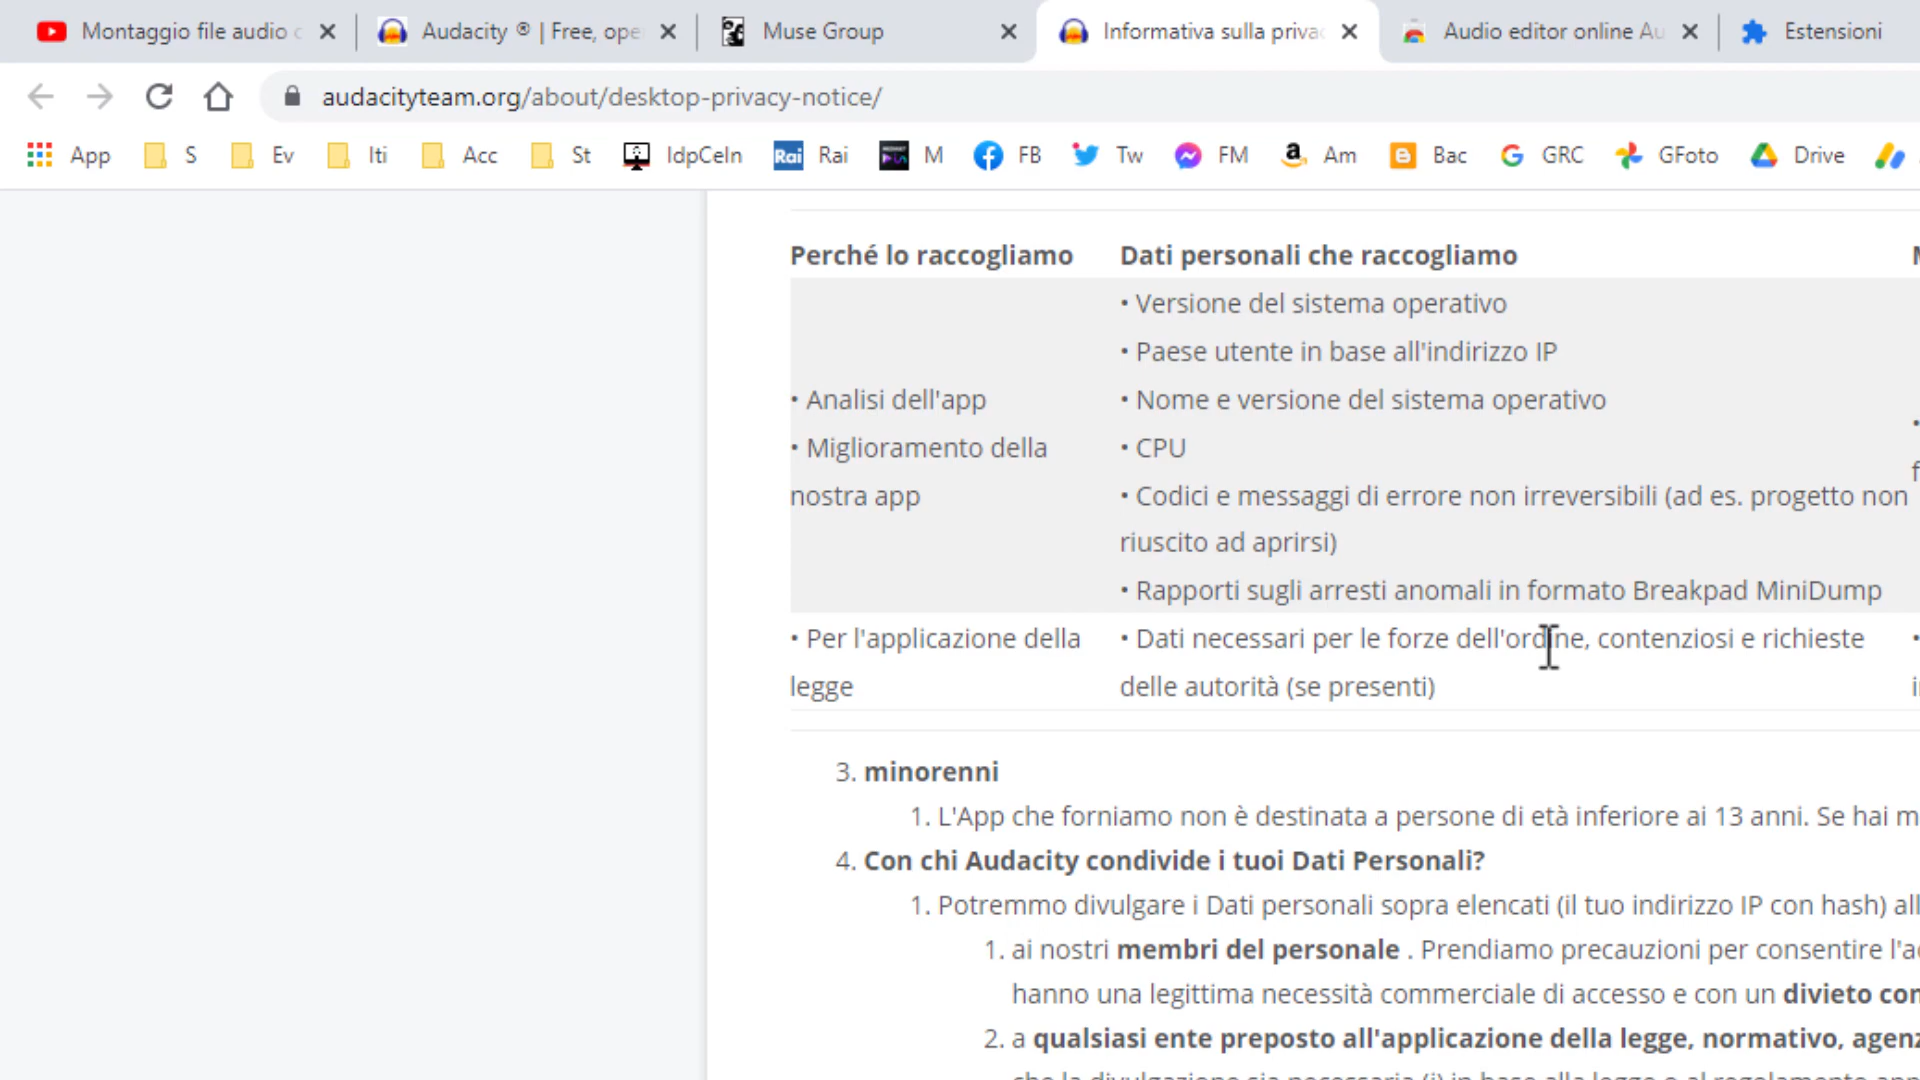 Montaggio file audio
Audacity ® | Free, ope
Muse Group
Informativa sulla priva
Audio editor online Au
Estensioni
audacityteam.org/about/desktop-privacy-notice/
App S Ev Iti Acc St IdpCeIn Rai Rai M FB Tw FM Am Bac GRC GFoto Drive
Perché lo raccogliamo
Dati personali che raccogliamo
• Analisi dell'app
• Miglioramento della
nostra app
• Versione del sistema operativo
• Paese utente in base all'indirizzo IP
• Nome e versione del sistema operativo
• CPU
• Codici e messaggi di errore non irreversibili (ad es. progetto non
riuscito ad aprirsi)
• Rapporti sugli arresti anomali in formato Breakpad MiniDump
• Per l'applicazione della
legge
• Dati necessari per le forze dell'ordine, contenziosi e richieste
delle autorità (se presenti)
3. minorenni
1. L'App che forniamo non è destinata a persone di età inferiore ai 13 anni. Se hai m
4. Con chi Audacity condivide i tuoi Dati Personali?
1. Potremmo divulgare i Dati personali sopra elencati (il tuo indirizzo IP con hash) all
1. ai nostri membri del personale . Prendiamo precauzioni per consentire l'a
hanno una legittima necessità commerciale di accesso e con un divieto con
2. a qualsiasi ente preposto all'applicazione della legge, normativo, agenz